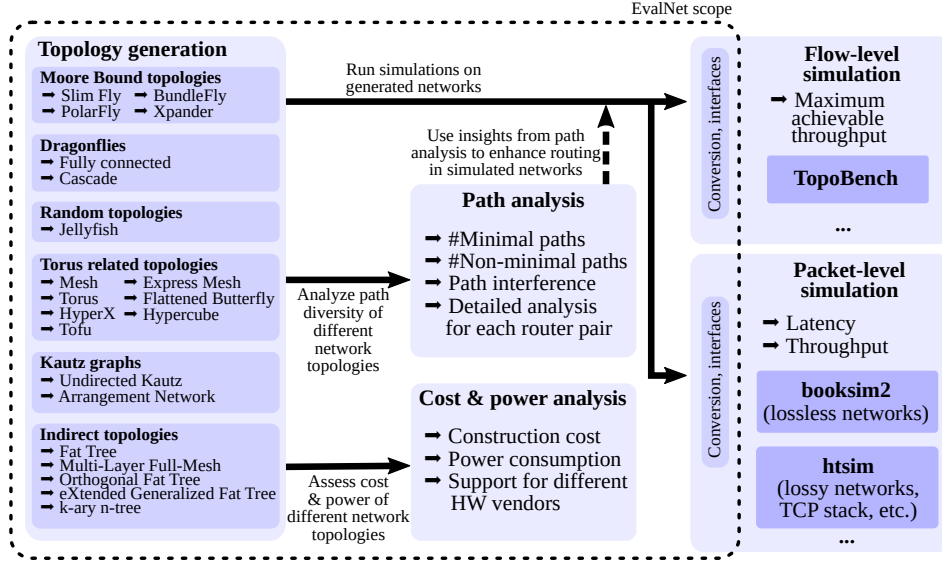 EvalNet scope
Topology generation
Moore Bound topologies
➡ Slim Fly ➡ BundleFly
➡ PolarFly ➡ Xpander
Dragonflies
➡ Fully connected
➡ Cascade
Random topologies
➡ Jellyfish
Torus related topologies
➡ Mesh ➡ Express Mesh
➡ Torus ➡ Flattened Butterfly
➡ HyperX ➡ Hypercube
➡ Tofu
Kautz graphs
➡ Undirected Kautz
➡ Arrangement Network
Indirect topologies
➡ Fat Tree
➡ Multi-Layer Full-Mesh
➡ Orthogonal Fat Tree
➡ eXtended Generalized Fat Tree
➡ k-ary n-tree
Run simulations on
generated networks
Use insights from path
analysis to enhance routing
in simulated networks
Analyze path
diversity of
different
network
topologies
Assess cost
& power of
different network
topologies
Path analysis
➡ #Minimal paths
➡ #Non-minimal paths
➡ Path interference
➡ Detailed analysis
for each router pair
Cost & power analysis
➡ Construction cost
➡ Power consumption
➡ Support for different
HW vendors
Conversion, interfaces
Flow-level
simulation
➡ Maximum
achievable
throughput
TopoBench
...
Conversion, interfaces
Packet-level
simulation
➡ Latency
➡ Throughput
booksim2
(lossless networks)
htsim
(lossy networks,
TCP stack, etc.)
...